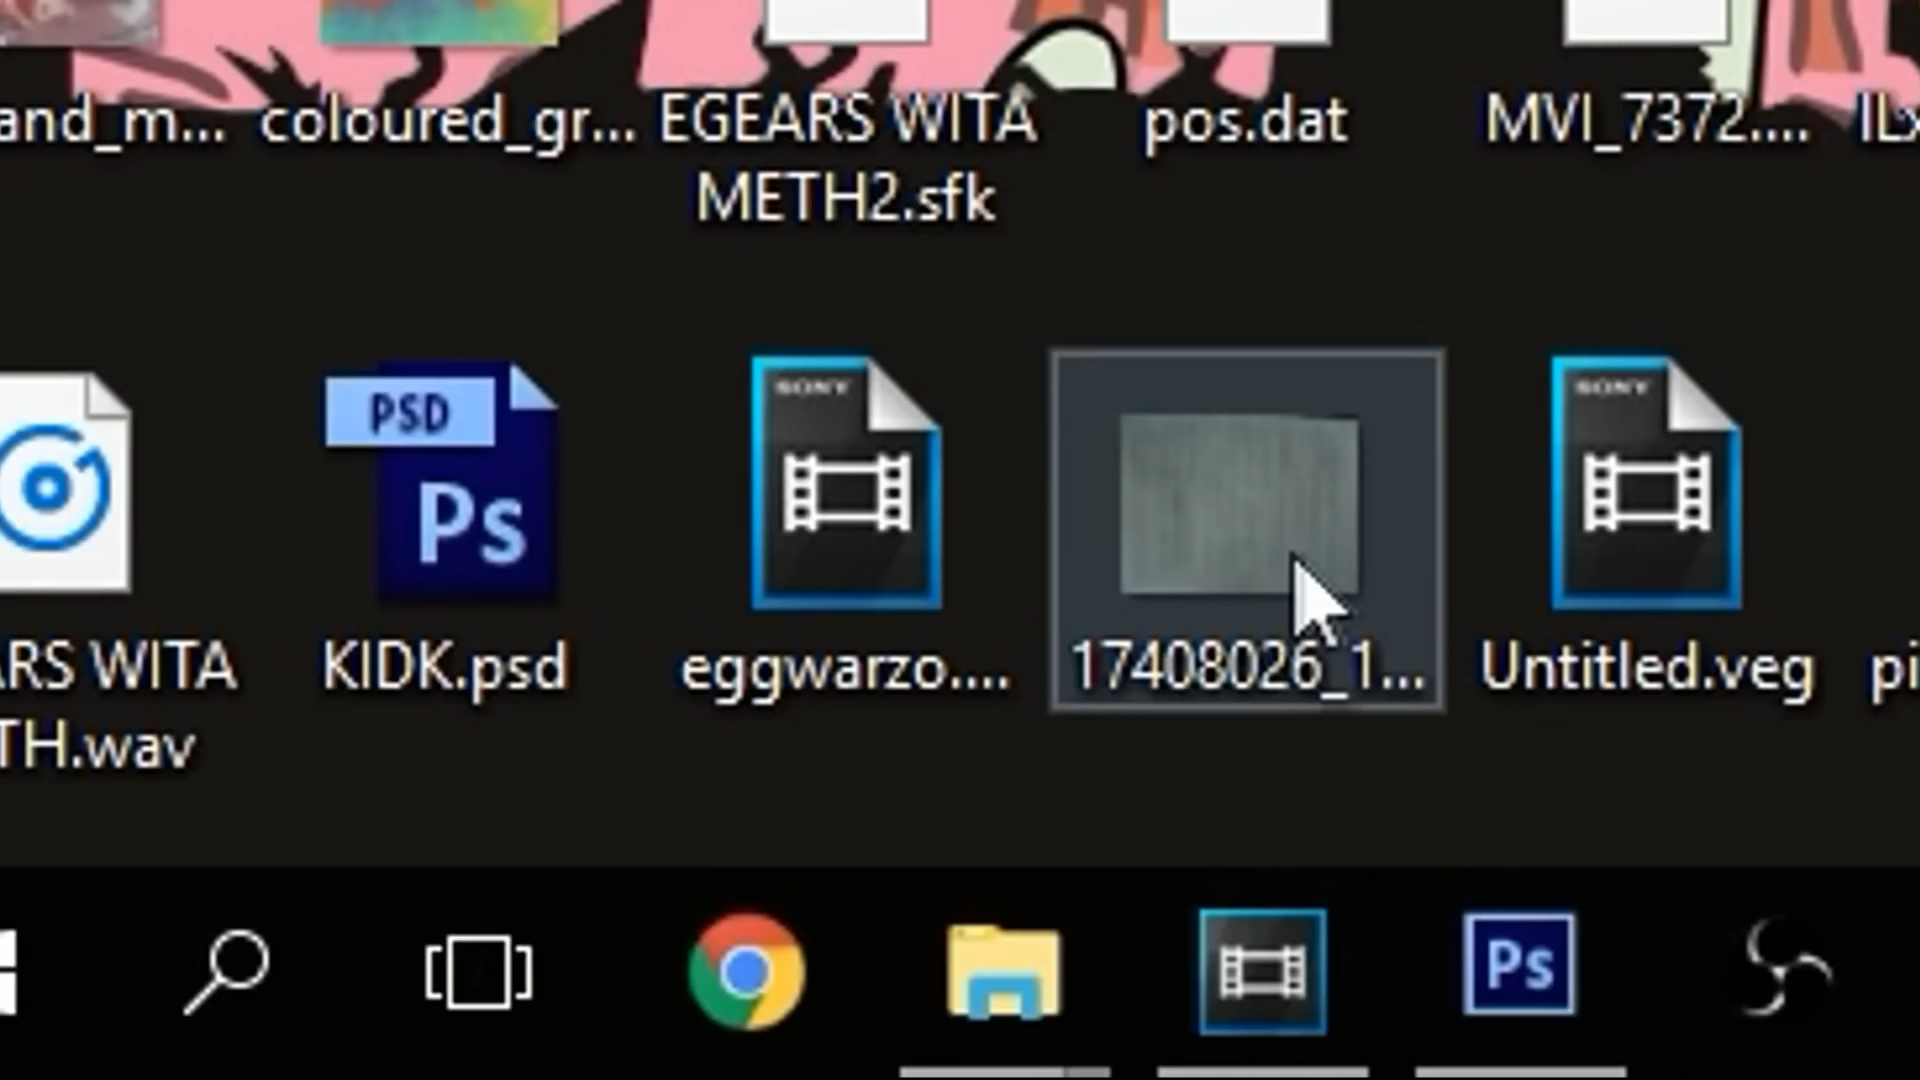 and_m...
coloured_gr...
EGEARS WITA
METH2.sfk
pos.dat
MVI_7372....
ARS WITA
TH.wav
PSD
Ps
KIDK.psd
SONY
eggwarzo....
17408026_1...
SONY
Untitled.veg
pi
Ps